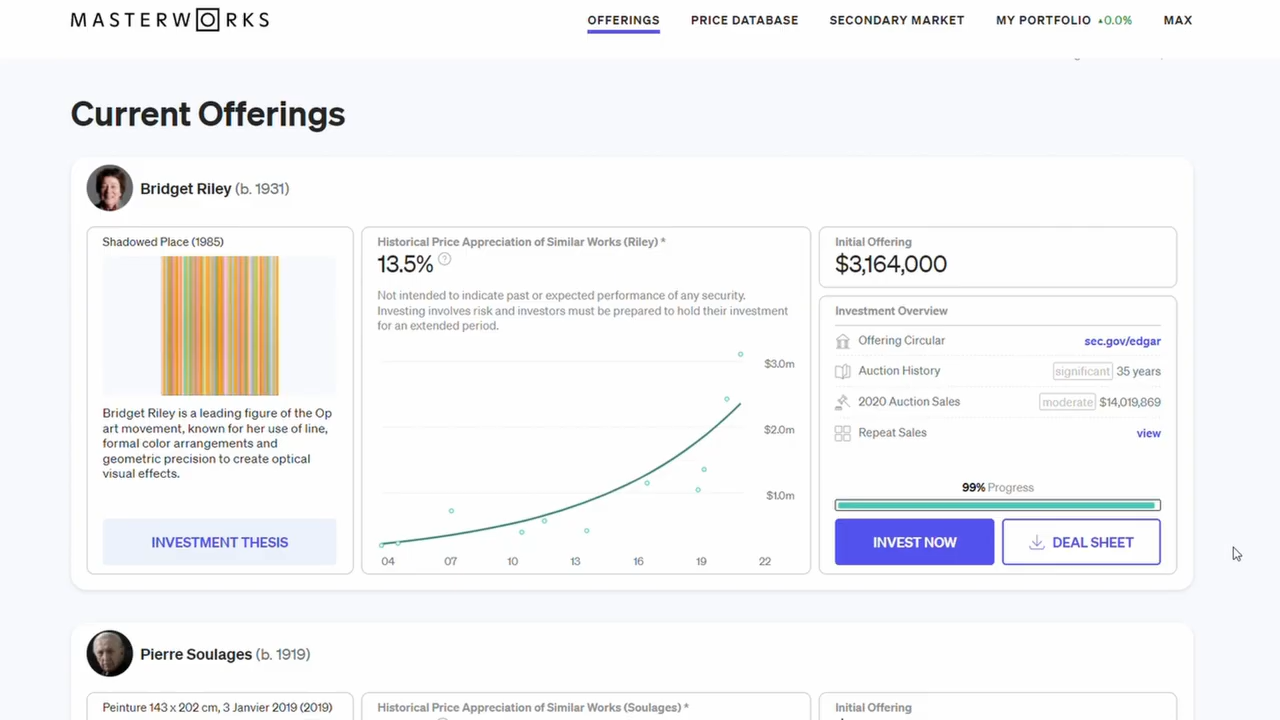 MASTERWORKS
OFFERINGS
PRICE DATABASE
SECONDARY MARKET
MY PORTFOLIO ▲0.0%
MAX
Current Offerings
Bridget Riley (b. 1931)
Shadowed Place (1985)
Bridget Riley is a leading figure of the Op
art movement, known for her use of line,
formal color arrangements and
geometric precision to create optical
visual effects.
INVESTMENT THESIS
Historical Price Appreciation of Similar Works (Riley) *
13.5% ?
Not intended to indicate past or expected performance of any security.
Investing involves risk and investors must be prepared to hold their investment
for an extended period.
$3.0m
$2.0m
$1.0m
04 07 10 13 16 19 22
Initial Offering
$3,164,000
Investment Overview
Offering Circular sec.gov/edgar
Auction History significant 35 years
2020 Auction Sales moderate $14,019,869
Repeat Sales view
99% Progress
INVEST NOW
DEAL SHEET
Pierre Soulages (b. 1919)
Peinture 143 x 202 cm, 3 Janvier 2019 (2019)
Historical Price Appreciation of Similar Works (Soulages) *
Initial Offering